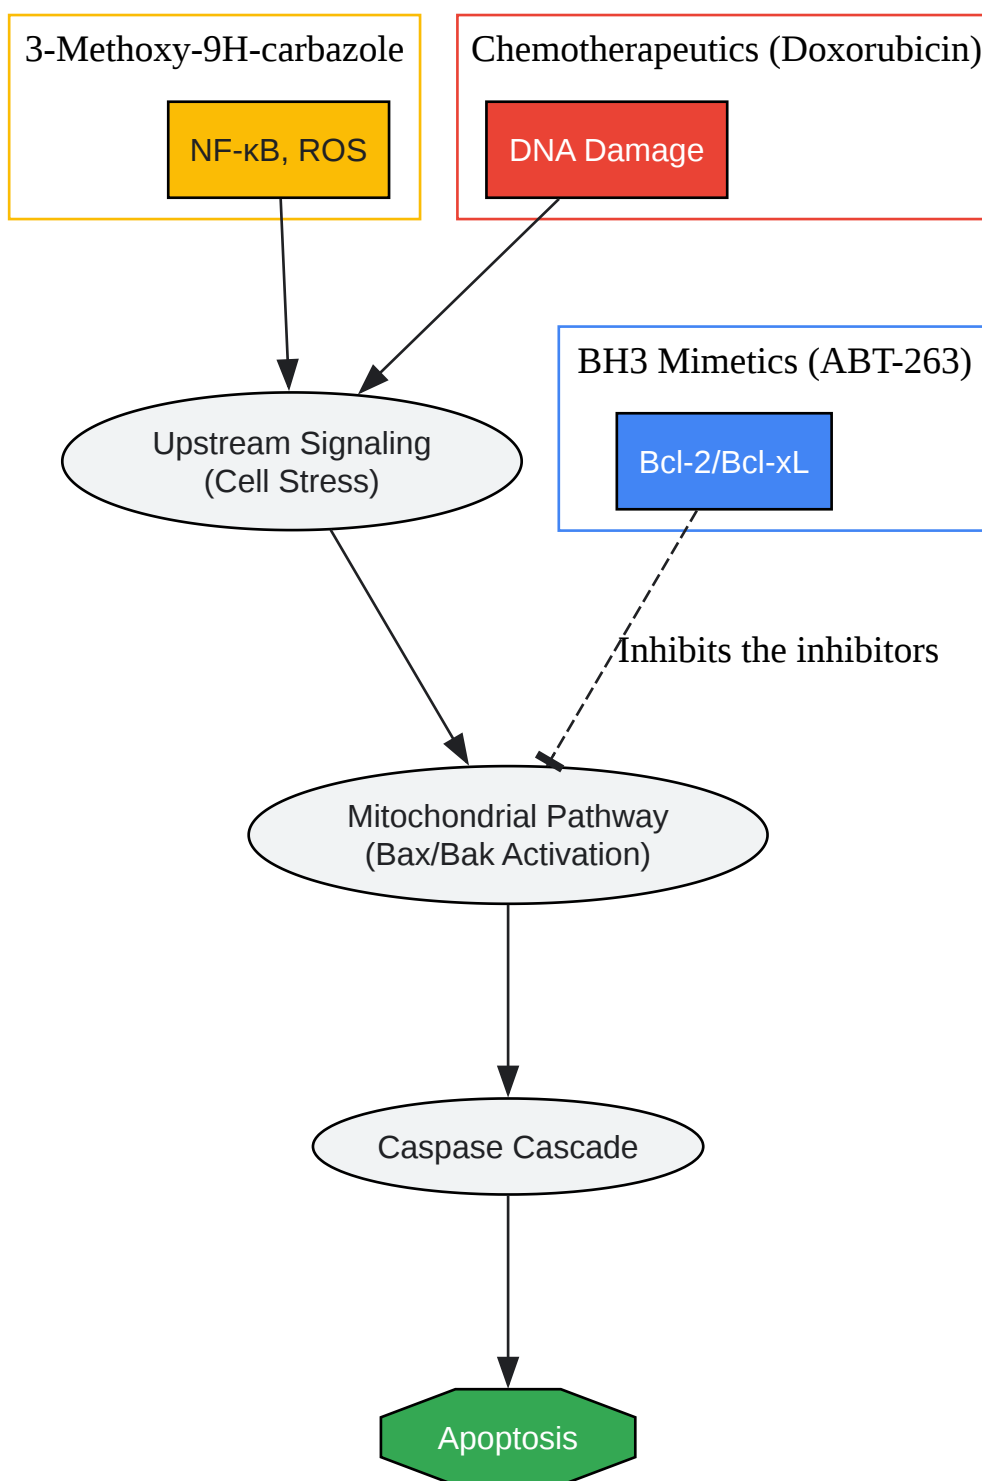 3-Methoxy-9H-carbazole
NF-κB, ROS
Chemotherapeutics (Doxorubicin)
DNA Damage
BH3 Mimetics (ABT-263)
Bcl-2/Bcl-xL
Upstream Signaling
(Cell Stress)
Inhibits the inhibitors
Mitochondrial Pathway
(Bax/Bak Activation)
Caspase Cascade
Apoptosis